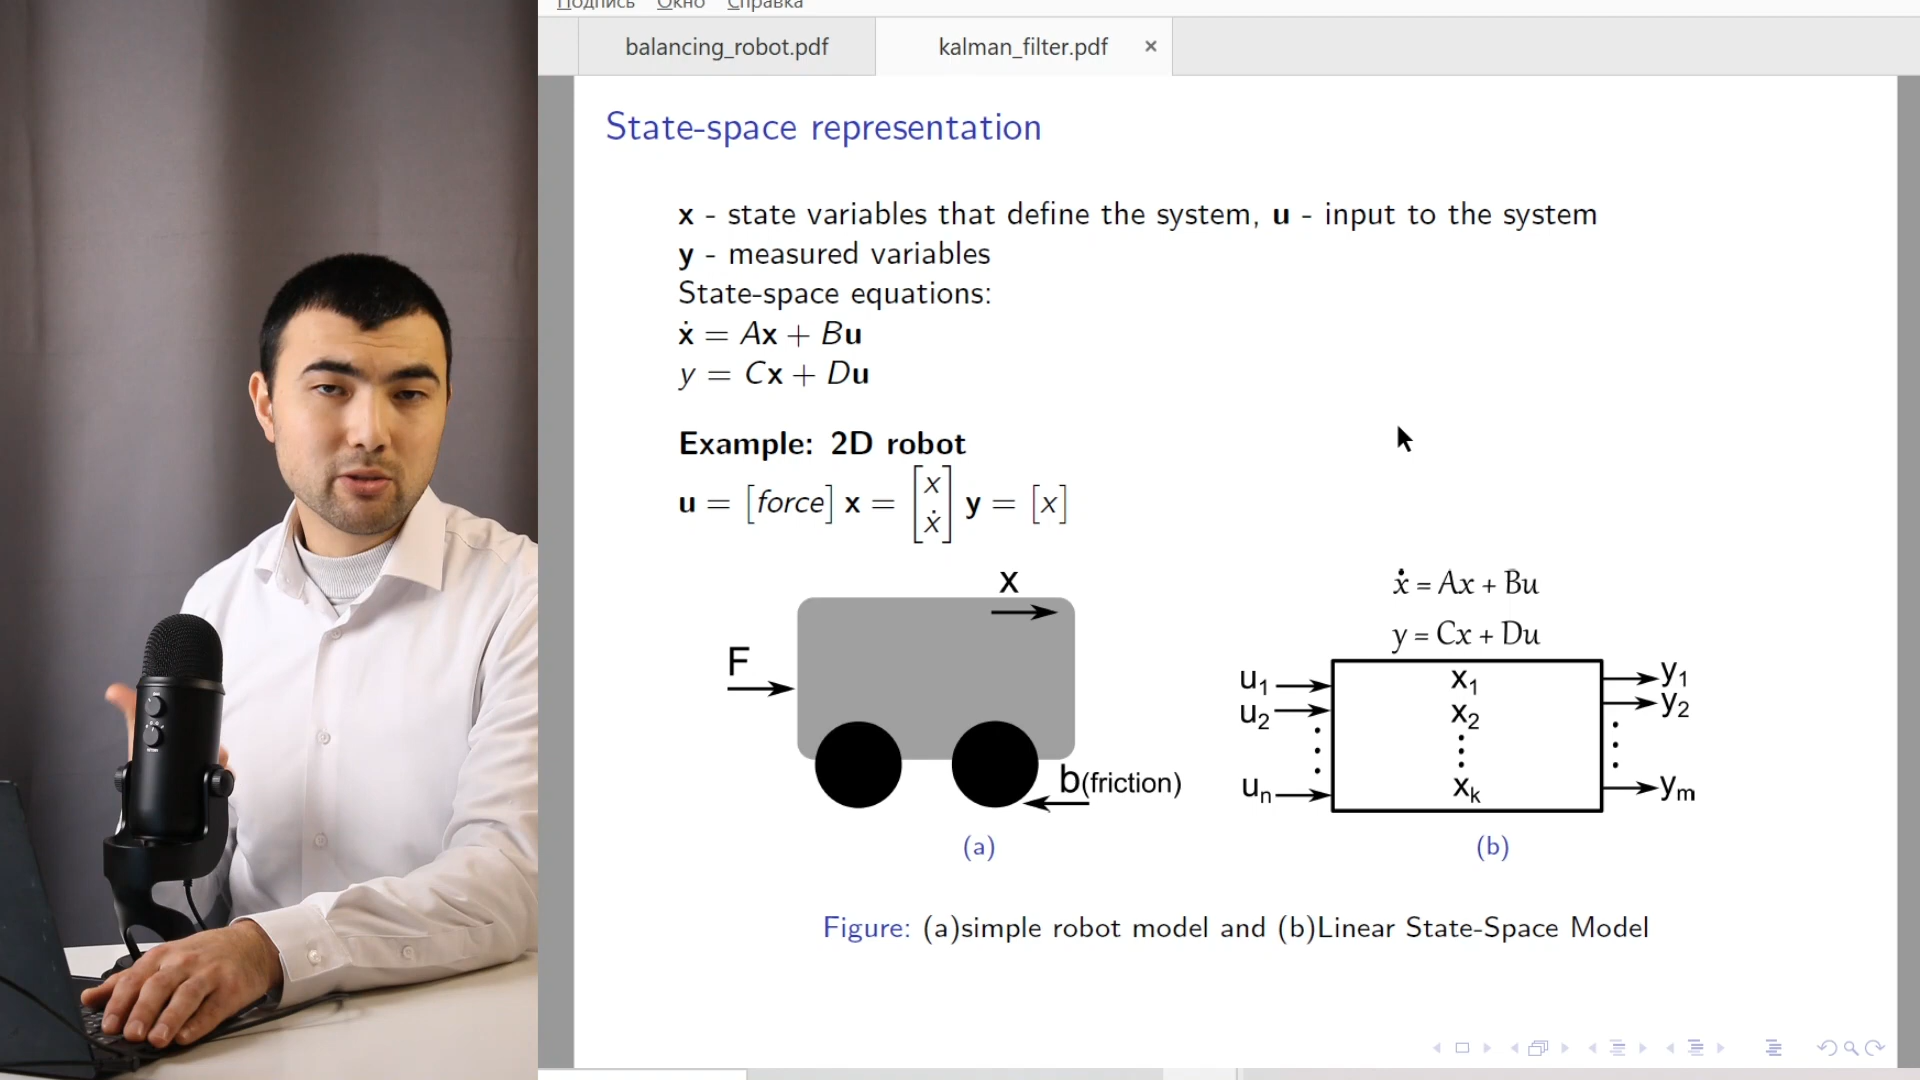 Подпись Окно Справка
balancing_robot.pdf kalman_filter.pdf ×
State-space representation
x - state variables that define the system, u - input to the system
y - measured variables
State-space equations:
ẋ = Ax + Bu
y = Cx + Du
Example: 2D robot
u = [force] x = [x ẋ] y = [x]
x
F
b(friction)
(a)
ẋ = Ax + Bu
y = Cx + Du
u₁ x₁ y₁
u₂ x₂ y₂
uₙ xₖ yₘ
(b)
Figure: (a)simple robot model and (b)Linear State-Space Model